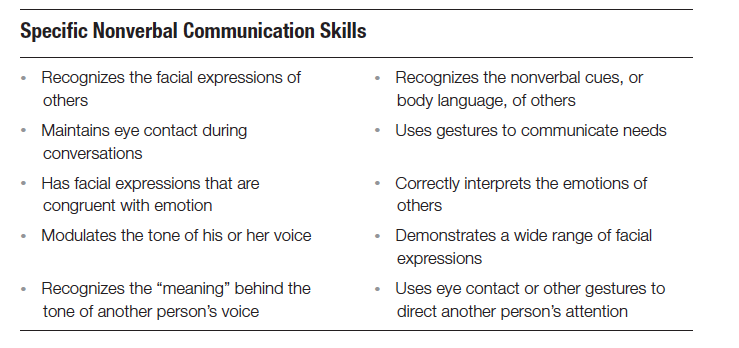 Specific Nonverbal Communication Skills
• Recognizes the facial expressions of
others
• Maintains eye contact during
conversations
• Has facial expressions that are
congruent with emotion
• Modulates the tone of his or her voice
• Recognizes the “meaning” behind the
tone of another person’s voice
• Recognizes the nonverbal cues, or
body language, of others
• Uses gestures to communicate needs
• Correctly interprets the emotions of
others
• Demonstrates a wide range of facial
expressions
• Uses eye contact or other gestures to
direct another person’s attention